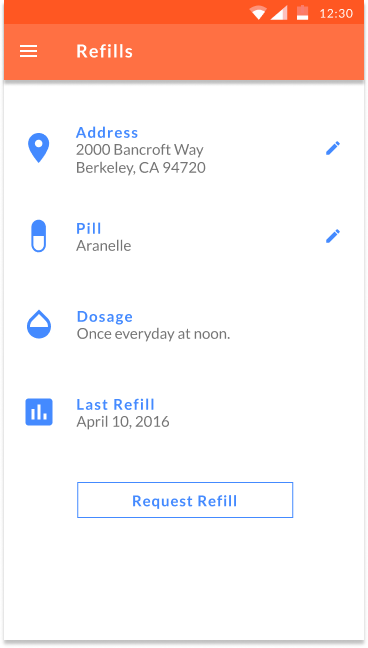 12:30
Refills
Address
2000 Bancroft Way
Berkeley, CA 94720
Pill
Aranelle
Dosage
Once everyday at noon.
Last Refill
April 10, 2016
Request Refill